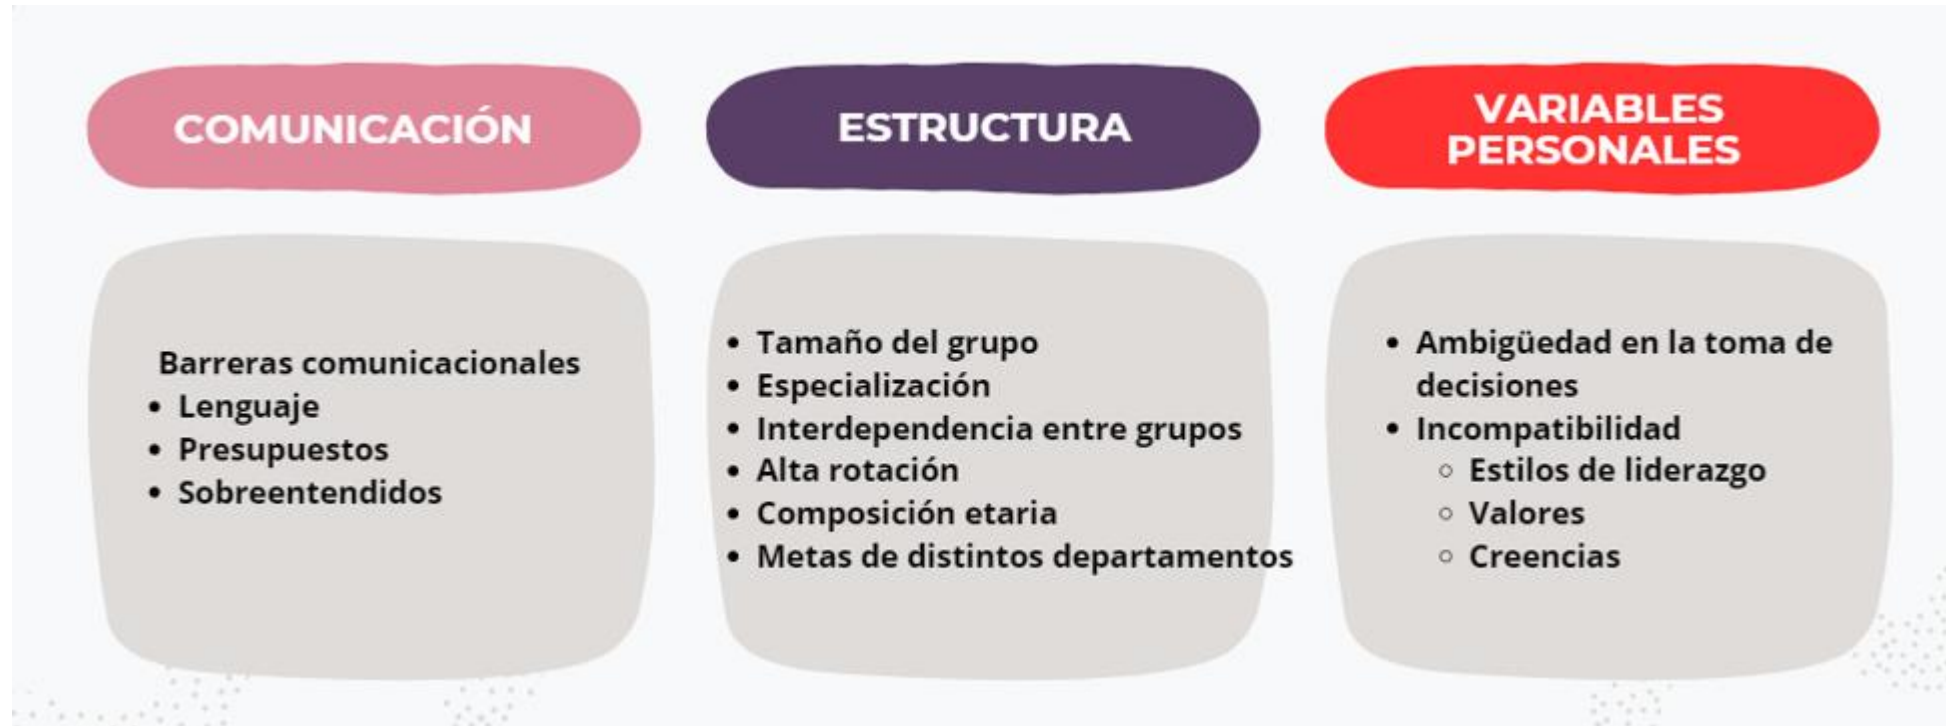 COMUNICACIÓN
Barreras comunicacionales
• Lenguaje
• Presupuestos
• Sobreentendidos
ESTRUCTURA
• Tamaño del grupo
• Especialización
• Interdependencia entre grupos
• Alta rotación
• Composición etaria
• Metas de distintos departamentos
VARIABLES
PERSONALES
• Ambigüedad en la toma de
decisiones
• Incompatibilidad
○ Estilos de liderazgo
○ Valores
○ Creencias